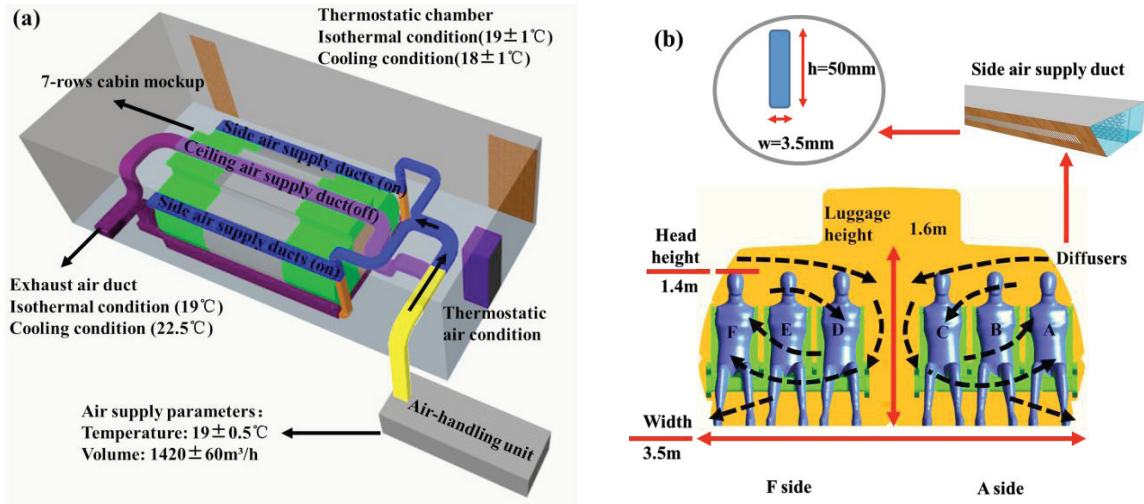 (a)
Thermostatic chamber
Isothermal condition(19±1℃)
Cooling condition(18±1℃)
7-rows cabin mockup
Side air supply ducts (on)
Ceiling air supply duct(off)
Side air supply ducts (on)
Exhaust air duct
Isothermal condition (19℃)
Cooling condition (22.5℃)
Thermostatic
air condition
Air supply parameters:
Temperature: 19±0.5℃
Volume: 1420±60m³/h
Air-handling unit
(b)
h=50mm
w=3.5mm
Side air supply duct
Luggage
height
1.6m
Head
height
1.4m
Diffusers
F
E
D
C
B
A
Width
3.5m
F side
A side